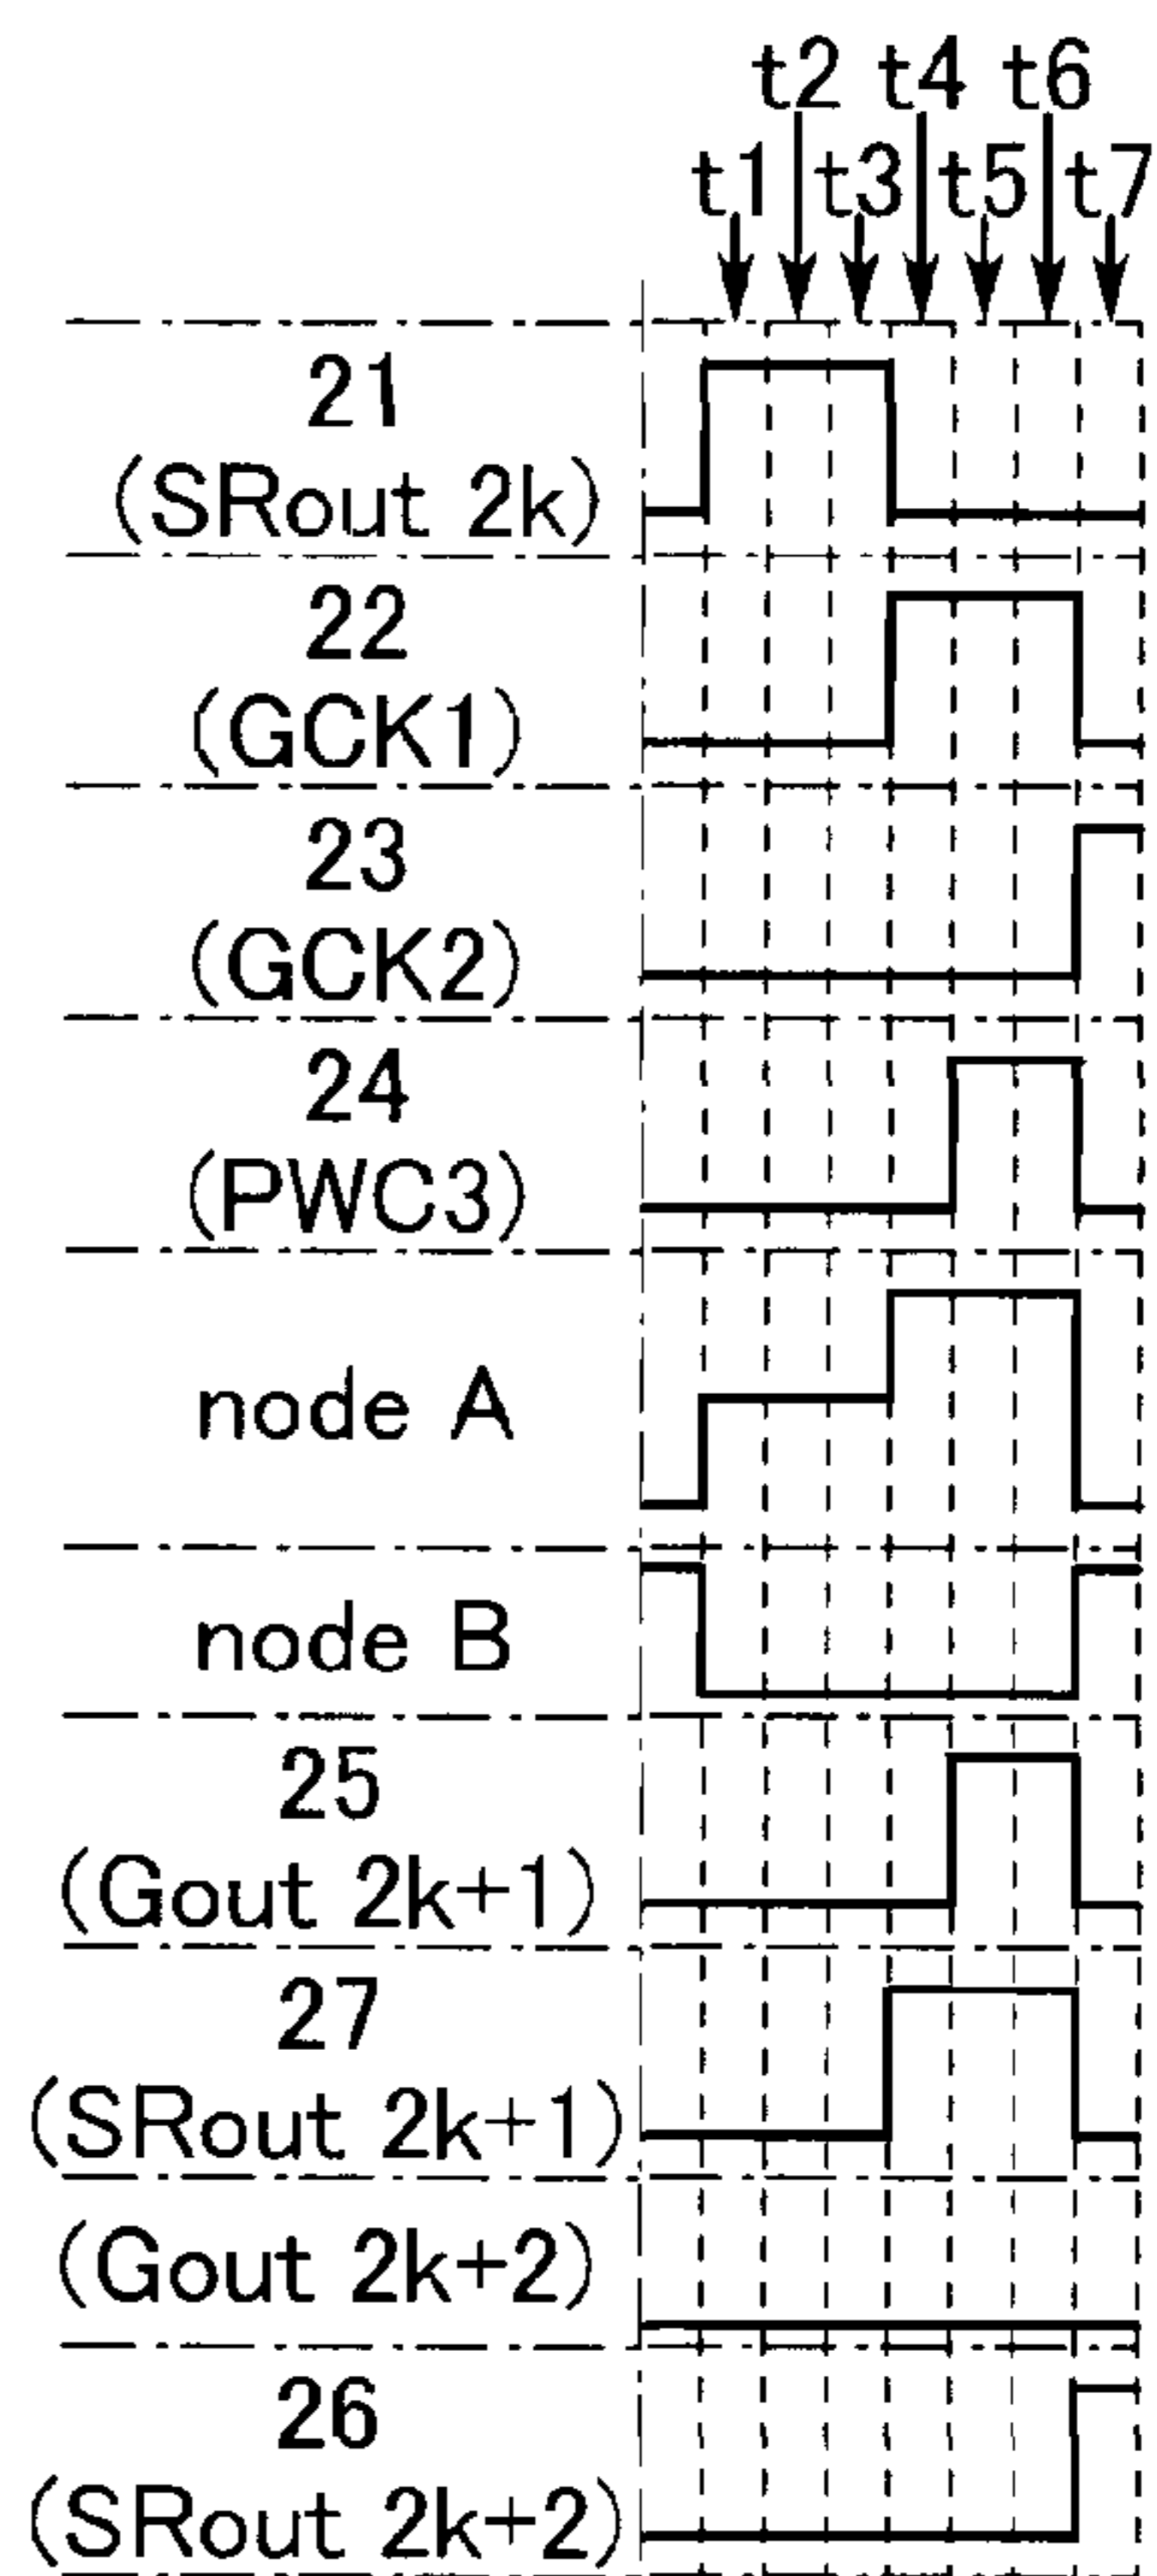 t2 t4 t6
t1 t3 t5 t7
21
(SRout 2k)
22
(GCK1)
23
(GCK2)
24
(PWC3)
node A
node B
25
(Gout 2k+1)
27
(SRout 2k+1)
(Gout 2k+2)
26
(SRout 2k+2)